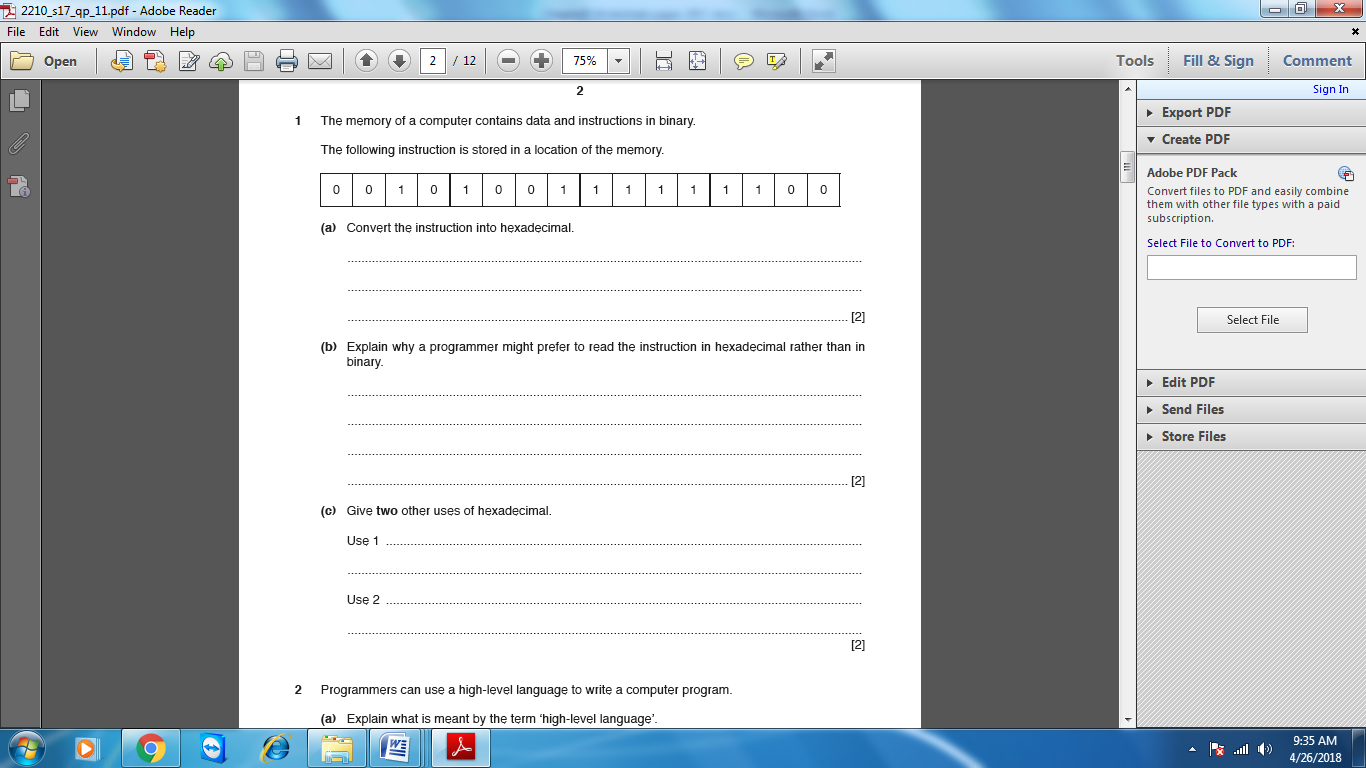 2210_s17_qp_11.pdf - Adobe Reader
File Edit View Window Help
Open 2 / 12 75% Tools Fill & Sign Comment
Sign In
Export PDF
Create PDF
Adobe PDF Pack
Convert files to PDF and easily combine
them with other file types with a paid
subscription.
Select File to Convert to PDF:
Select File
Edit PDF
Send Files
Store Files
2
1 The memory of a computer contains data and instructions in binary.
The following instruction is stored in a location of the memory.
0 0 1 0 1 0 0 1 1 1 1 1 1 1 0 0
(a) Convert the instruction into hexadecimal.
[2]
(b) Explain why a programmer might prefer to read the instruction in hexadecimal rather than in
binary.
[2]
(c) Give two other uses of hexadecimal.
Use 1
Use 2
[2]
2 Programmers can use a high-level language to write a computer program.
(a) Explain what is meant by the term ‘high-level language’.
9:35 AM
4/26/2018